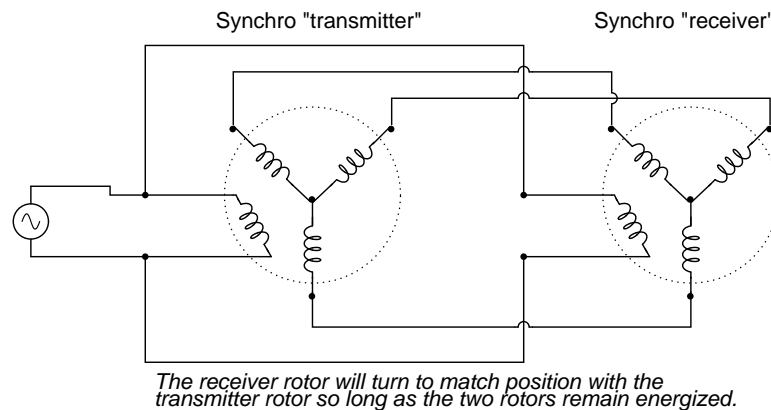 Synchro "transmitter"
Synchro "receiver"
The receiver rotor will turn to match position with the
transmitter rotor so long as the two rotors remain energized.